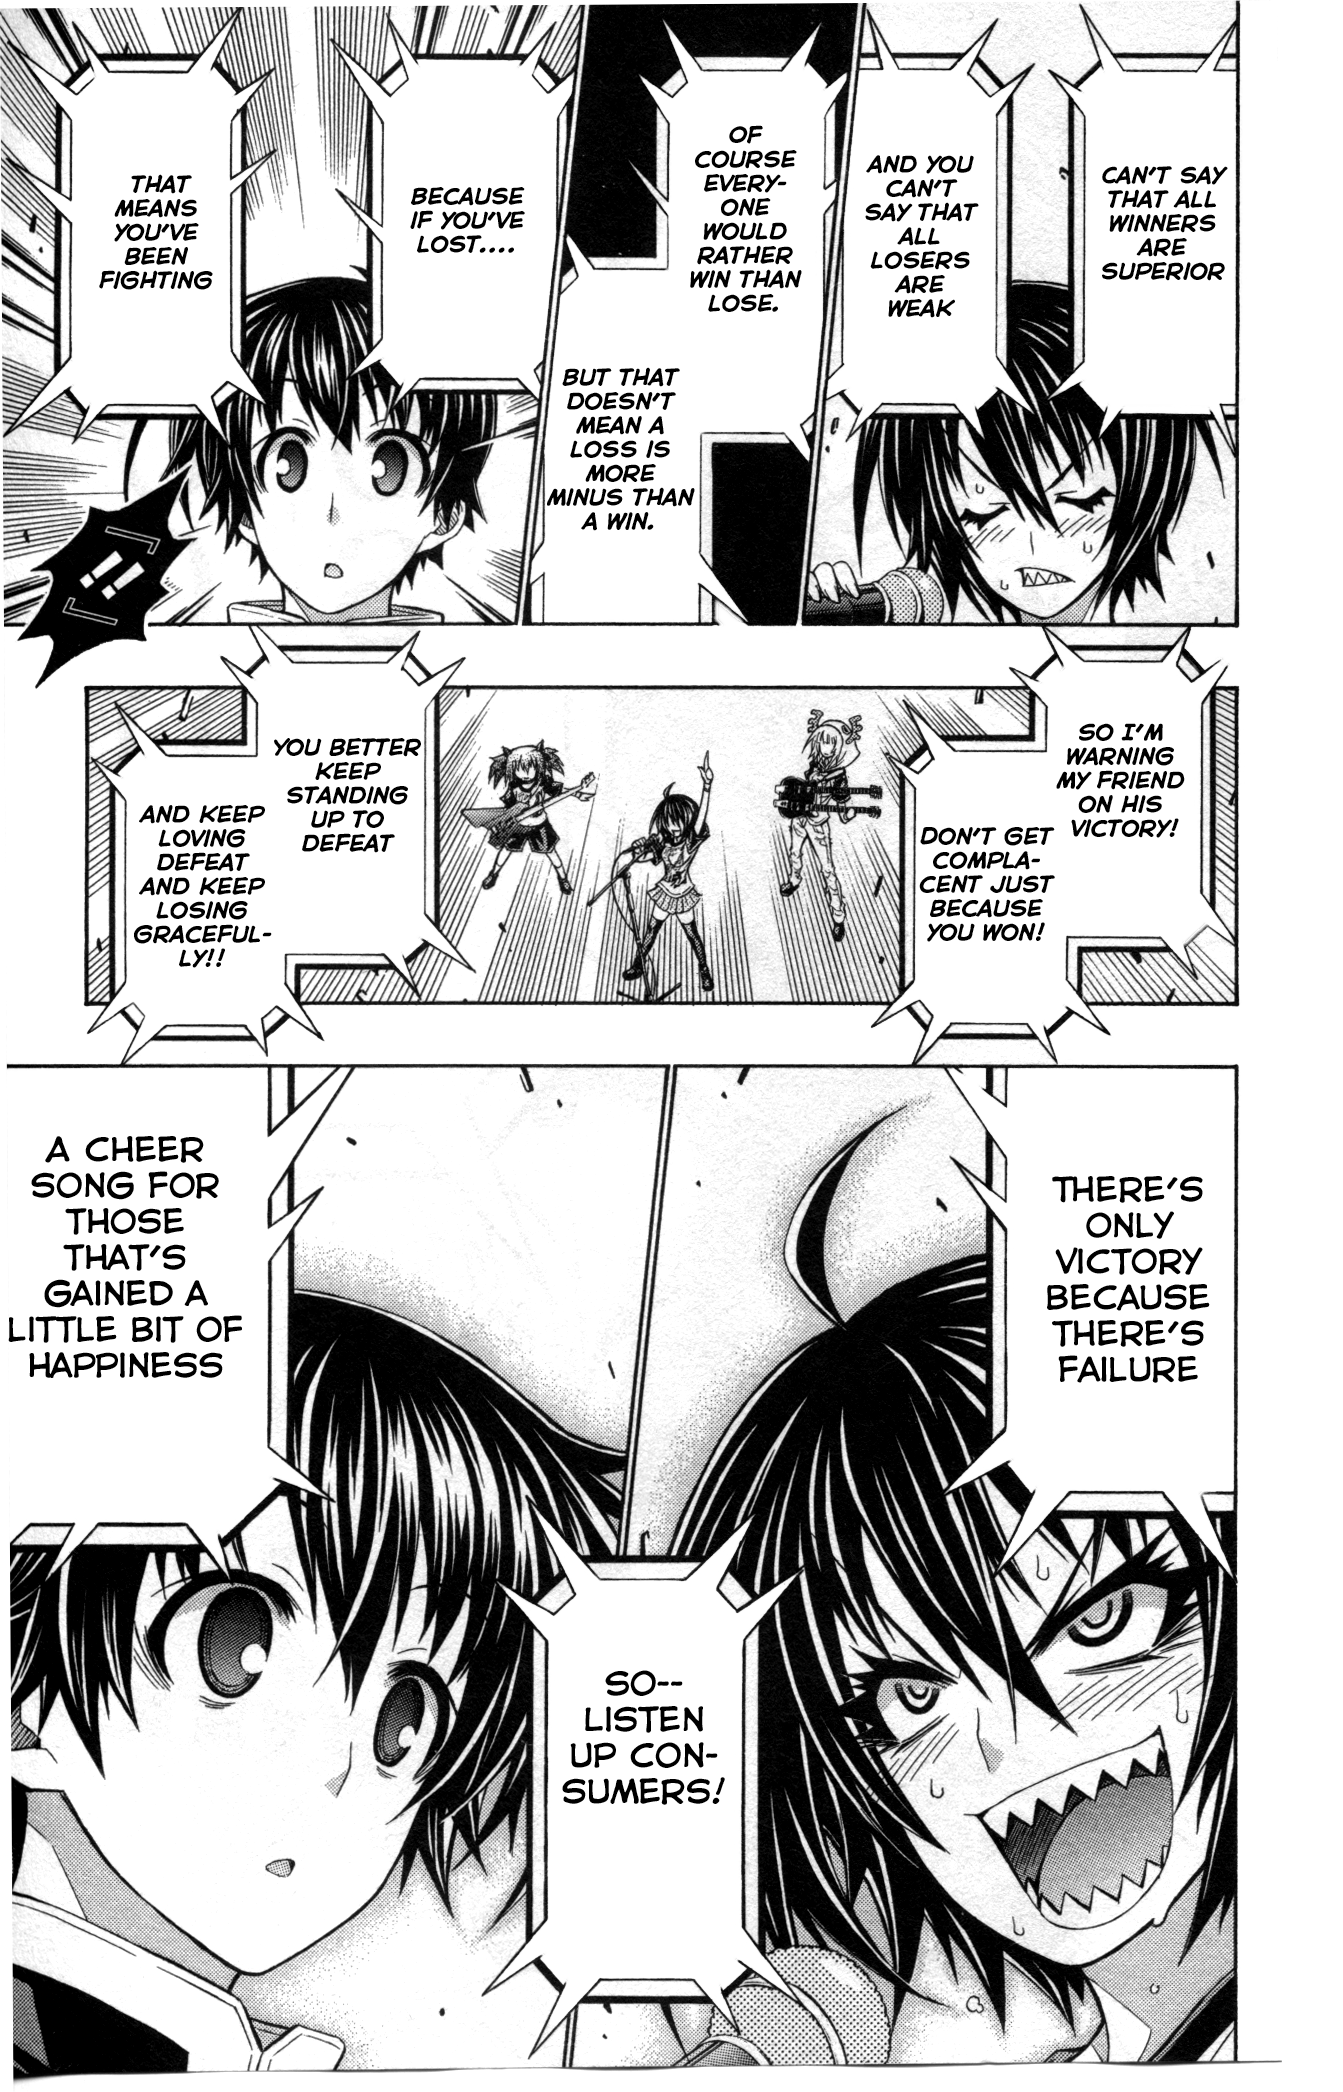 CAN'T SAY
THAT ALL
WINNERS
ARE
SUPERIOR
AND YOU
CAN'T
SAY THAT
ALL
LOSERS
ARE
WEAK
OF
COURSE
EVERY-
ONE
WOULD
RATHER
WIN THAN
LOSE.
BUT THAT
DOESN'T
MEAN A
LOSS IS
MORE
MINUS THAN
A WIN.
BECAUSE
IF YOU'VE
LOST....
THAT
MEANS
YOU'VE
BEEN
FIGHTING
『!!』
SO I'M
WARNING
MY FRIEND
ON HIS
VICTORY!
DON'T GET
COMPLA-
CENT JUST
BECAUSE
YOU WON!
YOU BETTER
KEEP
STANDING
UP TO
DEFEAT
AND KEEP
LOVING
DEFEAT
AND KEEP
LOSING
GRACEFUL-
LY!!
THERE'S
ONLY
VICTORY
BECAUSE
THERE'S
FAILURE
SO--
LISTEN
UP CON-
SUMERS!
A CHEER
SONG FOR
THOSE
THAT'S
GAINED A
LITTLE BIT OF
HAPPINESS